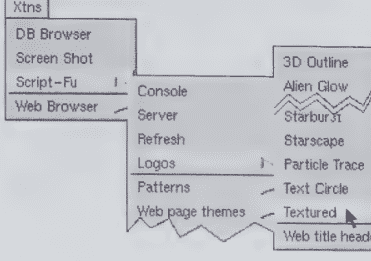 Xtns
DB Browser
Screen Shot
Script-Fu
Web Browser
Console
Server
Refresh
Logos
Patterns
Web page themes
3D Outline
Alien Glow
Starburst
Starscape
Particle Trace
Text Circle
Textured
Web title head